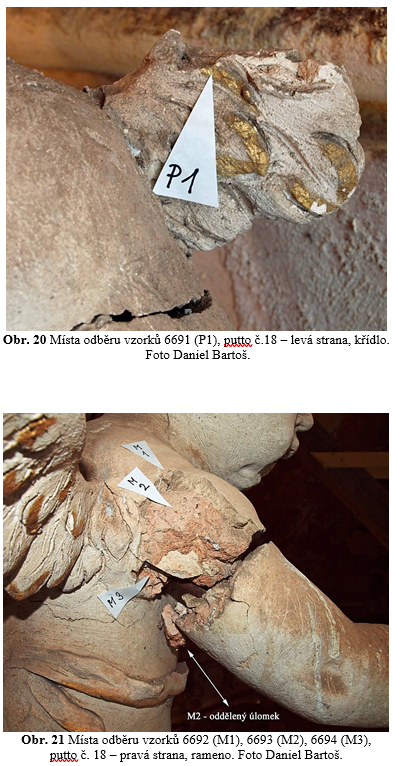 P1
Obr. 20 Místa odběru vzorků 6691 (P1), putto č.18 – levá strana, křídlo.
Foto Daniel Bartoš.
M
1
M
2
M3
M2 - oddělený úlomek
Obr. 21 Místa odběru vzorků 6692 (M1), 6693 (M2), 6694 (M3),
putto č. 18 – pravá strana, rameno. Foto Daniel Bartoš.